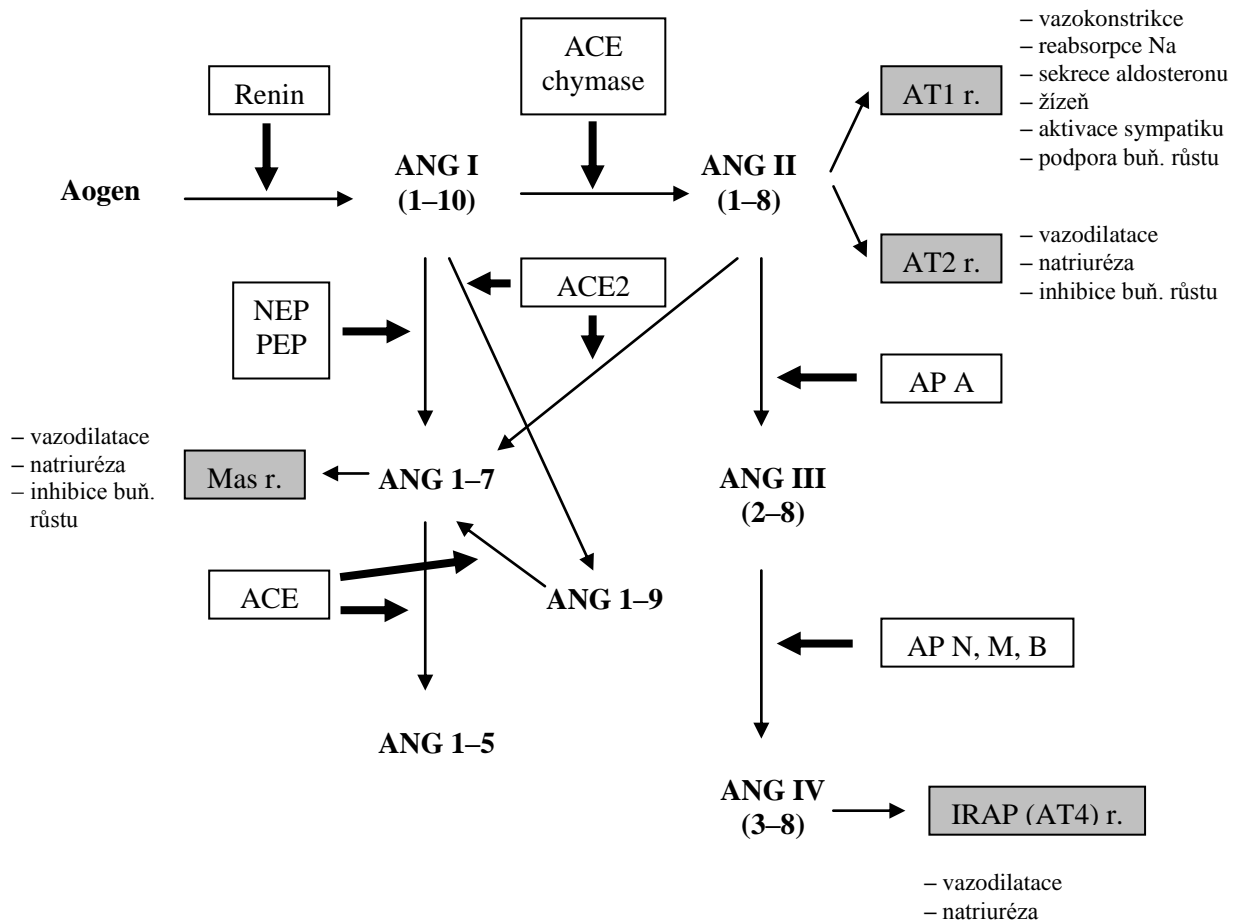 ACE
chymase
Renin
– vazokonstrikce
– reabsorpce Na
– sekrece aldosteronu
– žízeň
– aktivace sympatiku
– podpora buň. růstu
AT1 r.
Aogen
ANG I
(1–10)
ANG II
(1–8)
AT2 r.
– vazodilatace
– natriuréza
– inhibice buň. růstu
NEP
PEP
ACE2
AP A
– vazodilatace
– natriuréza
– inhibice buň.
růstu
Mas r.
ANG 1–7
ANG III
(2–8)
ACE
ANG 1–9
AP N, M, B
ANG 1–5
ANG IV
(3–8)
IRAP (AT4) r.
– vazodilatace
– natriuréza